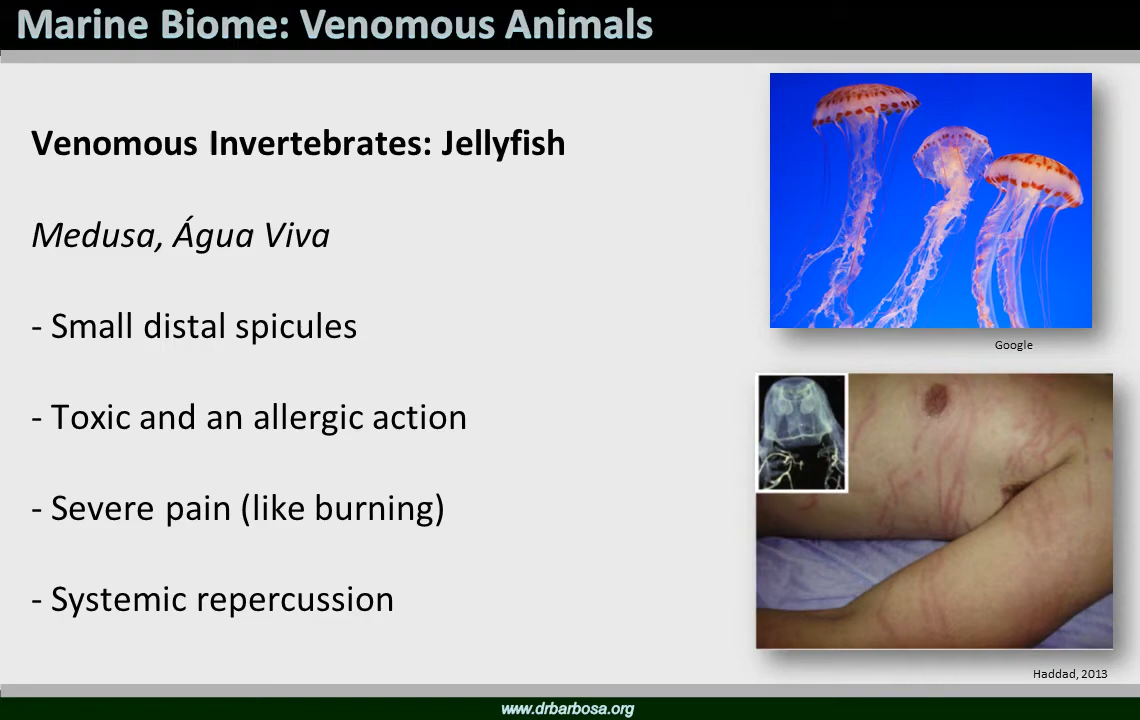 Marine Biome: Venomous Animals
Venomous Invertebrates: Jellyfish
Medusa, Água Viva
- Small distal spicules
- Toxic and an allergic action
- Severe pain (like burning)
- Systemic repercussion
Google
Haddad, 2013
www.drbarbosa.org